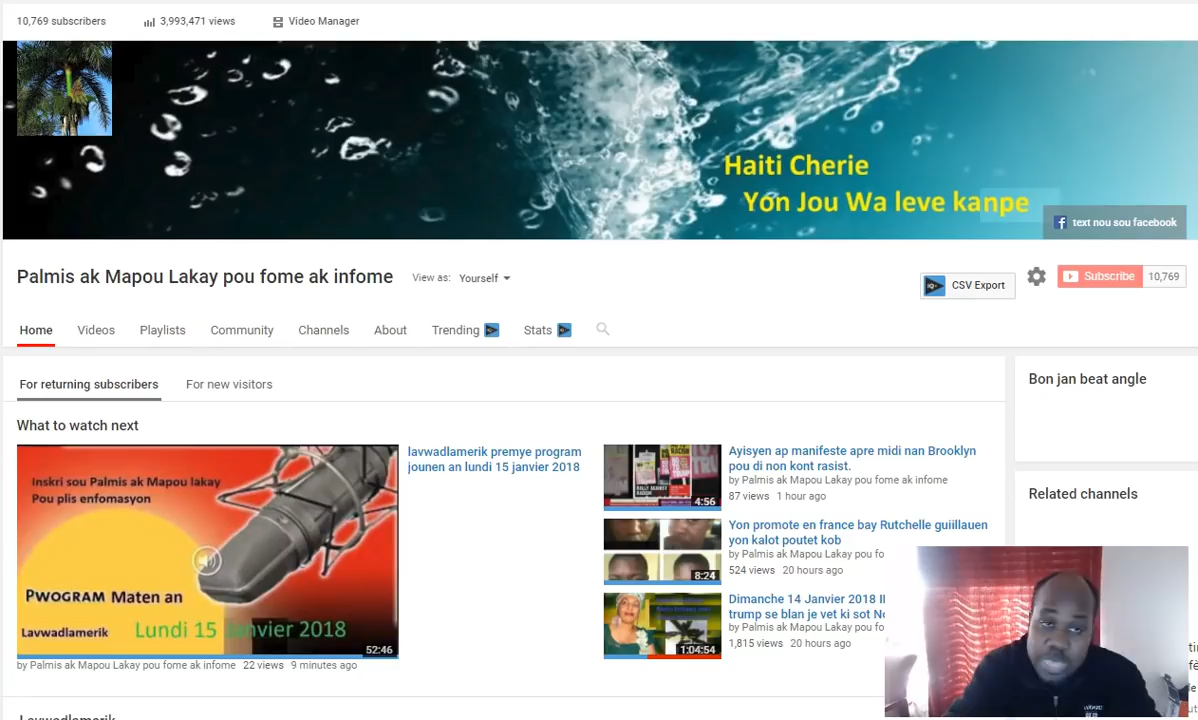 10,769 subscribers
3,993,471 views
Video Manager
Haiti Cherie
Yon Jou Wa leve kanpe
text nou sou facebook
Palmis ak Mapou Lakay pou fome ak infome
View as: Yourself
CSV Export
Subscribe 10,769
Home Videos Playlists Community Channels About Trending Stats
For returning subscribers For new visitors
What to watch next
Inskri sou Palmis ak Mapou lakay
Pou plis enfomasyon
Pwogram Maten an
Lavwadlamerik
Lundi 15 Janvier 2018
52:46
lavwadlamerik premye program
jounen an lundi 15 janvier 2018
by Palmis ak Mapou Lakay pou fome ak infome 22 views 9 minutes ago
4:56
Ayisyen ap manifeste apre midi nan Brooklyn
pou di non kont rasist.
by Palmis ak Mapou Lakay pou fome ak infome
87 views 1 hour ago
8:24
Yon promote en france bay Rutchelle guiillauen
yon kalot poutet kob
by Palmis ak Mapou Lakay pou fo
524 views 20 hours ago
1:04:54
Dimanche 14 Janvier 2018
trump se blan je vet ki sot
by Palmis ak Mapou Lakay pou fo
1,815 views 20 hours ago
Bon jan beat angle
Related channels
Lavwadlamerik